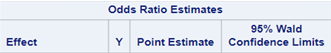 Odds Ratio Estimates
Effect Y Point Estimate 95% Wald
Confidence Limits